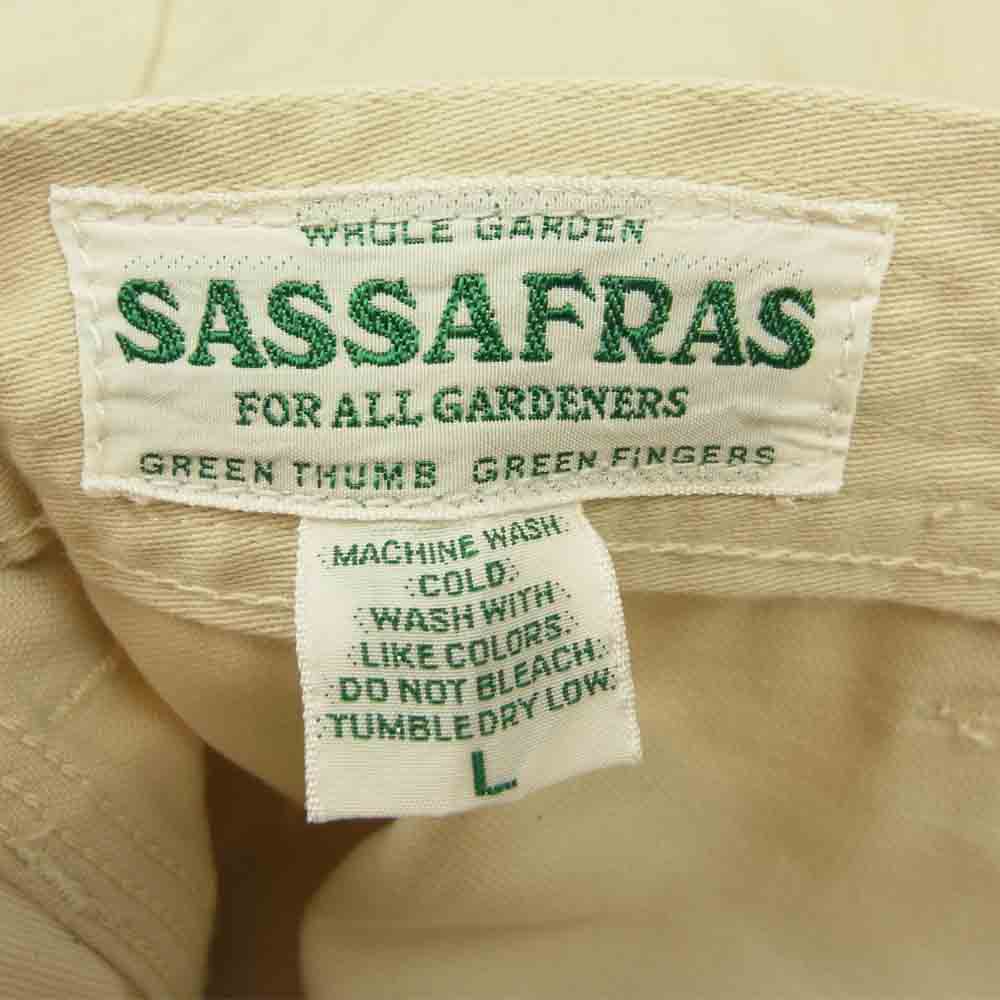 WHOLE GARDEN
SASSAFRAS
FOR ALL GARDENERS
GREEN THUMB GREEN FINGERS
MACHINE WASH
COLD.
WASH WITH
LIKE COLORS.
DO NOT BLEACH.
TUMBLE DRY LOW.
L